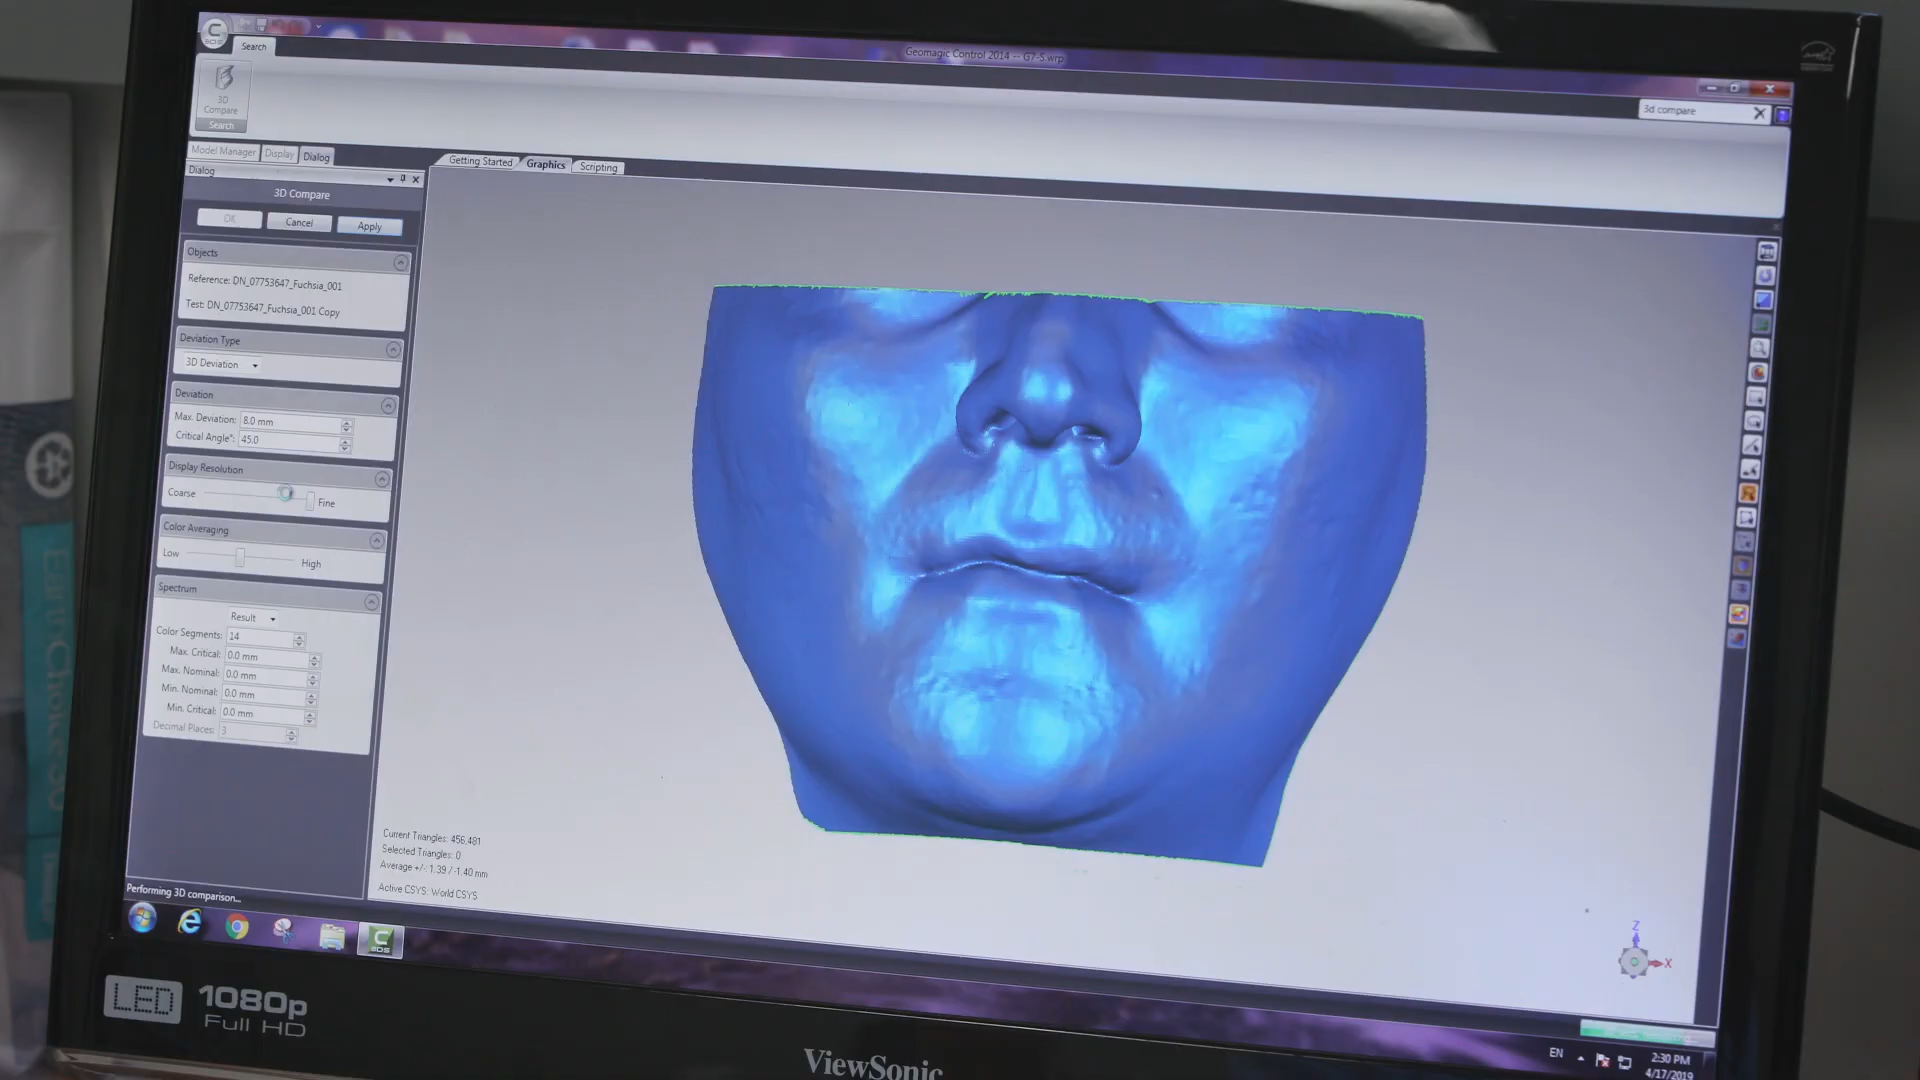 Geomagic Control 2014 -- G7-S.wrp
Search
3D
Compare
Search
3d compare
Model Manager
Display
Dialog
Getting Started
Graphics
Scripting
Dialog
3D Compare
OK
Cancel
Apply
Objects
Reference: DN_07753647_Fuchsia_001
Test: DN_07753647_Fuchsia_001 Copy
Deviation Type
3D Deviation
Deviation
Max. Deviation: 8.0 mm
Critical Angle°: 45.0
Display Resolution
Coarse
Fine
Color Averaging
Low
High
Spectrum
Result
Color Segments: 14
Max. Critical: 0.0 mm
Max. Nominal: 0.0 mm
Min. Nominal: 0.0 mm
Min. Critical: 0.0 mm
Decimal Places: 3
Current Triangles: 456,481
Selected Triangles: 0
Average +/-: 1.39 / -1.40 mm
Active CSYS: World CSYS
Z
X
Performing 3D comparison...
EN
2:30 PM
4/17/2019
LED
1080p
Full HD
ViewSonic